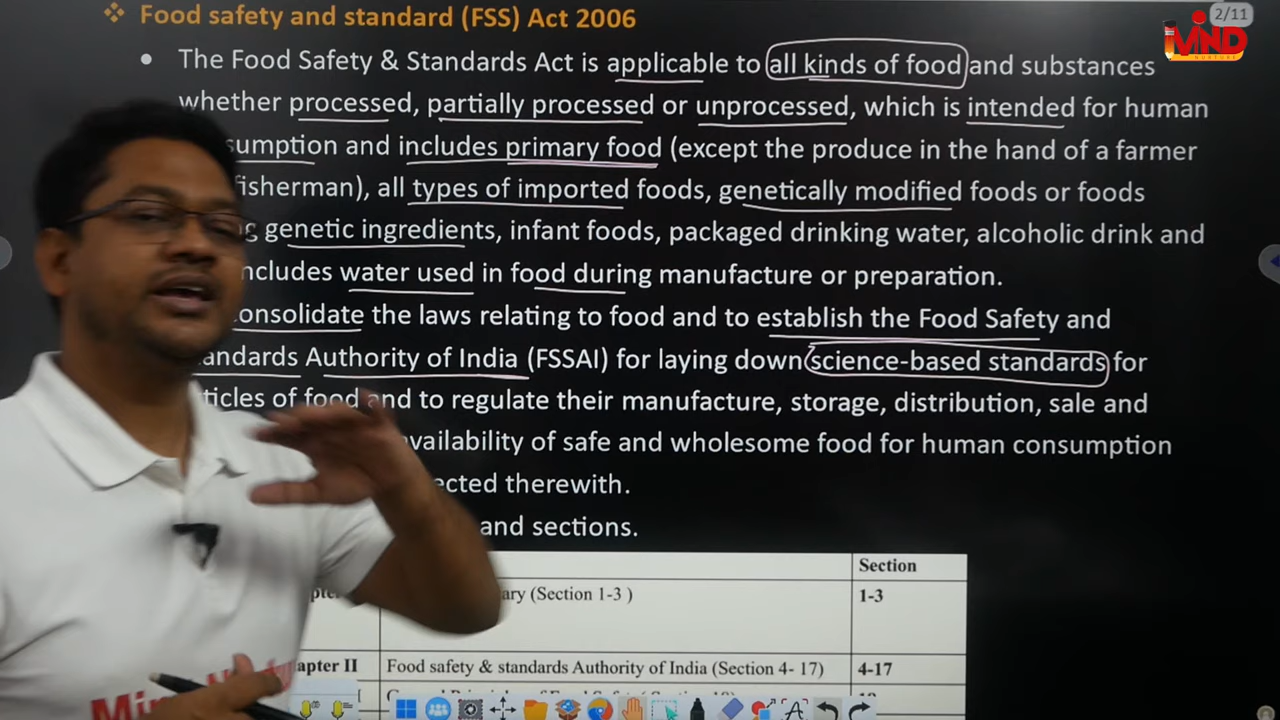 ❖ Food safety and standard (FSS) Act 2006
2/11
MIND
NURTURE
• The Food Safety & Standards Act is applicable to all kinds of food and substances
whether processed, partially processed or unprocessed, which is intended for human
sumption and includes primary food (except the produce in the hand of a farmer
fisherman), all types of imported foods, genetically modified foods or foods
g genetic ingredients, infant foods, packaged drinking water, alcoholic drink and
ncludes water used in food during manufacture or preparation.
onsolidate the laws relating to food and to establish the Food Safety and
andards Authority of India (FSSAI) for laying down science-based standards for
ticles of food and to regulate their manufacture, storage, distribution, sale and
availability of safe and wholesome food for human consumption
ected therewith.
and sections.
Section
ary (Section 1-3 )
1-3
apter II
Food safety & standards Authority of India (Section 4- 17)
4-17